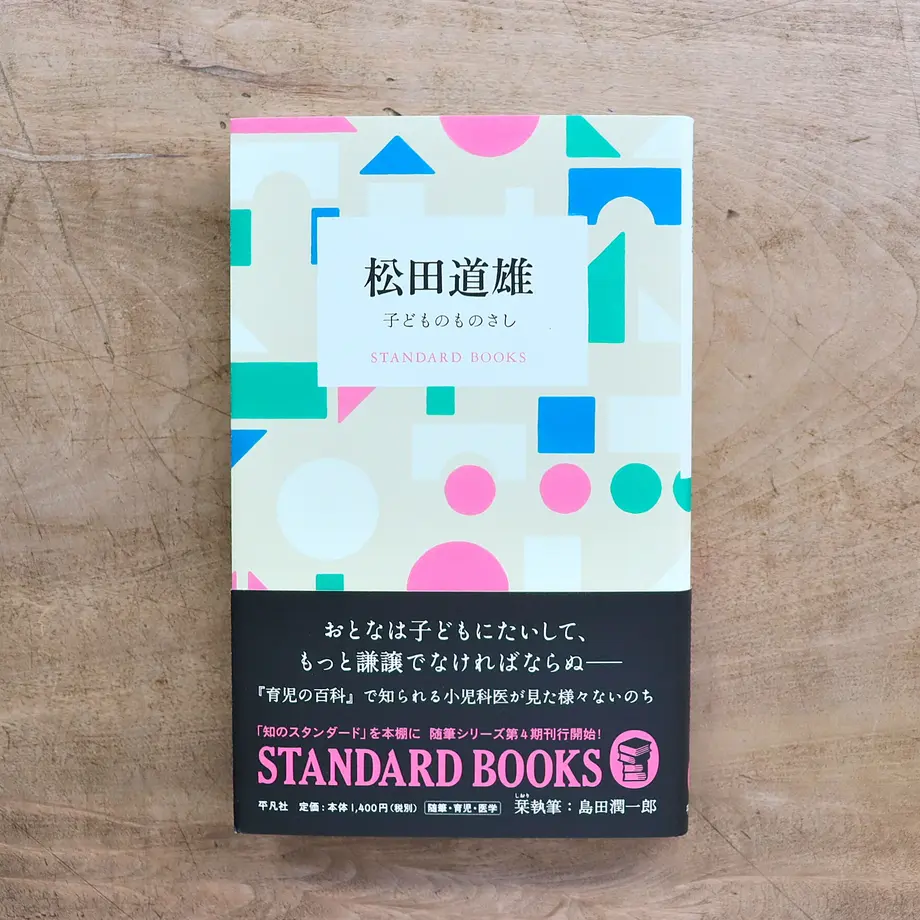 松田道雄
子どものものさし
STANDARD BOOKS
おとなは子どもにたいして、
もっと謙譲でなければならぬ——
『育児の百科』で知られる小児科医が見た様々ないのち
「知のスタンダード」を本棚に 随筆シリーズ第4期刊行開始!
STANDARD BOOKS
平凡社 定価:本体1,400円(税別) 随筆・育児・医学 栞執筆:島田潤一郎
しおり